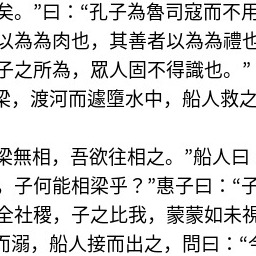 矣。”曰：“孔子為魯司寇而不用
以為為肉也，其善者以為為禮也
子之所為，眾人固不得識也。”
梁，渡河而遽墮水中，船人救之
梁無相，吾欲往相之。”船人曰
，子何能相梁乎？”惠子曰：“子
全社稷，子之比我，蒙蒙如未視
而溺，船人接而出之，問曰：“今